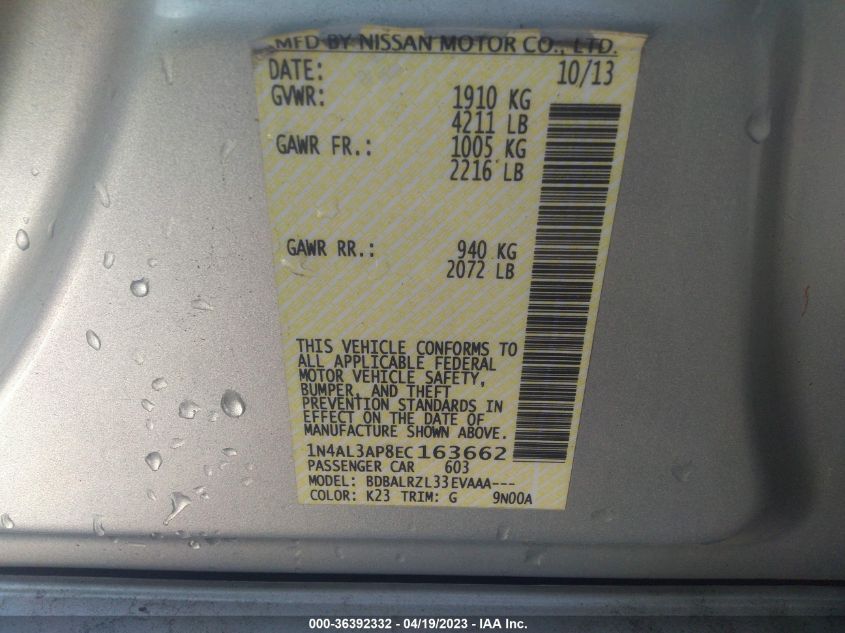 MFD BY NISSAN MOTOR CO., LTD.
DATE: 10/13
GVWR: 1910 KG
4211 LB
GAWR FR.: 1005 KG
2216 LB
GAWR RR.: 940 KG
2072 LB
THIS VEHICLE CONFORMS TO
ALL APPLICABLE FEDERAL
MOTOR VEHICLE SAFETY,
BUMPER, AND THEFT
PREVENTION STANDARDS IN
EFFECT ON THE DATE OF
MANUFACTURE SHOWN ABOVE.
1N4AL3AP8EC163662
PASSENGER CAR 603
MODEL: BDBALRZL33EVAAA---
COLOR: K23 TRIM: G 9N00A
000-36392332 - 04/19/2023 - IAA Inc.